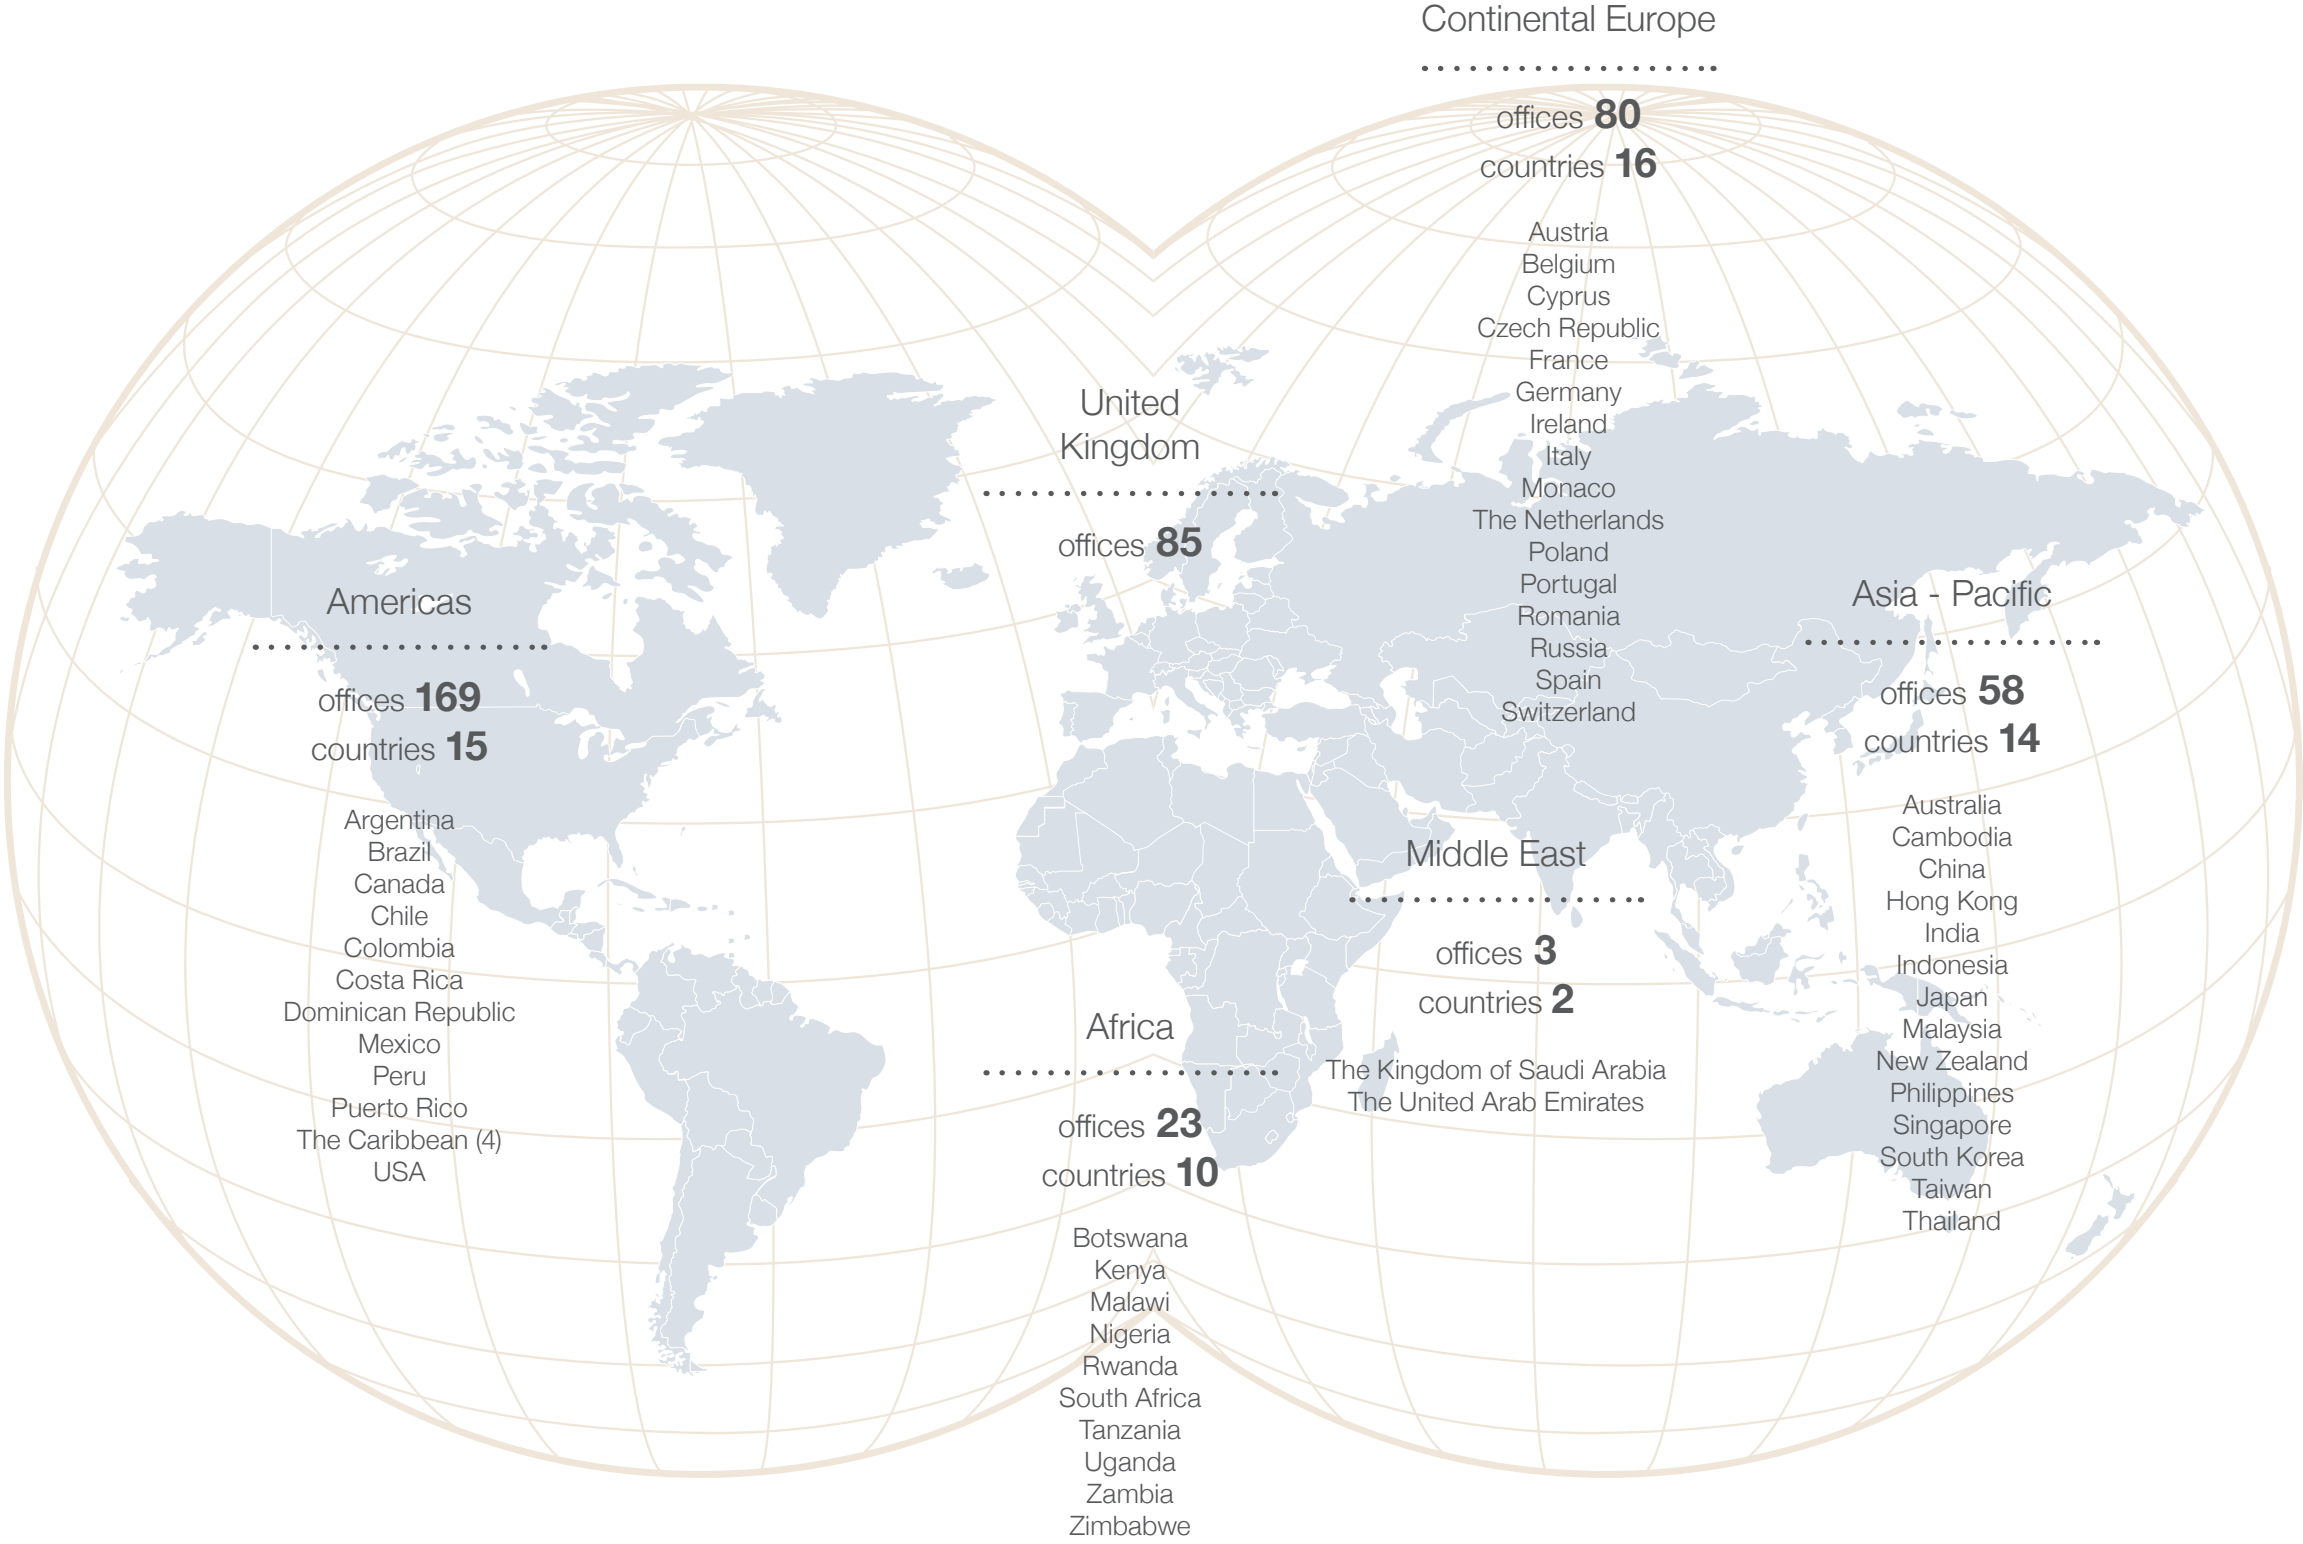 Continental Europe
offices 80
countries 16
Austria
Belgium
Cyprus
Czech Republic
France
Germany
Ireland
Italy
Monaco
The Netherlands
Poland
Portugal
Romania
Russia
Spain
Switzerland
United
Kingdom
offices 85
Americas
offices 169
countries 15
Argentina
Brazil
Canada
Chile
Colombia
Costa Rica
Dominican Republic
Mexico
Peru
Puerto Rico
The Caribbean (4)
USA
Asia - Pacific
offices 58
countries 14
Australia
Cambodia
China
Hong Kong
India
Indonesia
Japan
Malaysia
New Zealand
Philippines
Singapore
South Korea
Taiwan
Thailand
Middle East
offices 3
countries 2
The Kingdom of Saudi Arabia
The United Arab Emirates
Africa
offices 23
countries 10
Botswana
Kenya
Malawi
Nigeria
Rwanda
South Africa
Tanzania
Uganda
Zambia
Zimbabwe